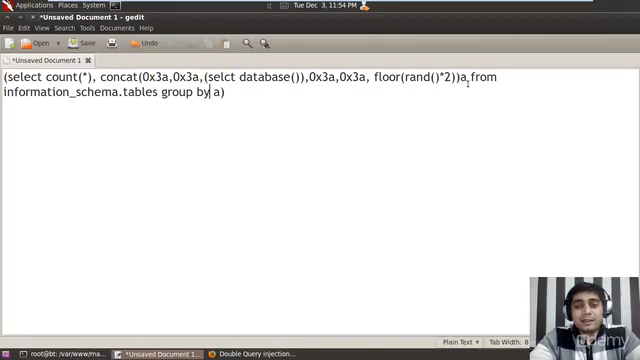 Applications Places System
Tue Dec 3, 11:54 PM
*Unsaved Document 1 - gedit
File Edit View Search Tools Documents Help
Open Save Undo
*Unsaved Document 1
(select count(*), concat(0x3a,0x3a,(selct database()),0x3a,0x3a, floor(rand()*2))a from
information_schema.tables group by a)
Plain Text Tab Width: 8
root@bt: /var/www/ma... *Unsaved Document 1... Double Query injection...
udemy